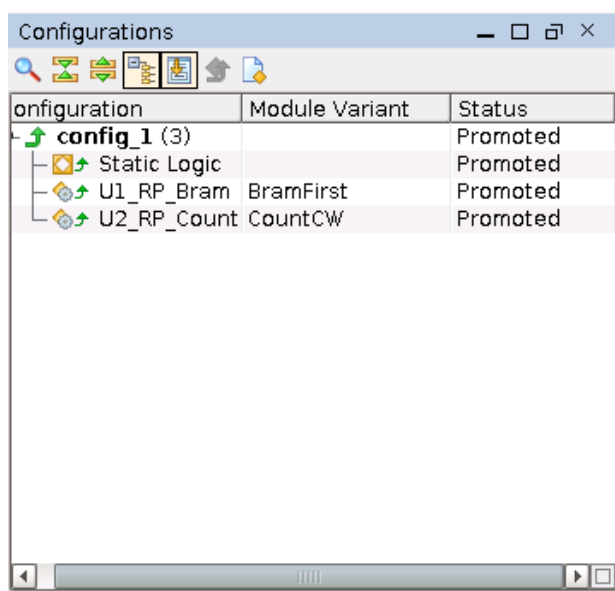 Configurations
onfiguration Module Variant Status
config_1 (3) Promoted
Static Logic Promoted
U1_RP_Bram BramFirst Promoted
U2_RP_Count CountCW Promoted